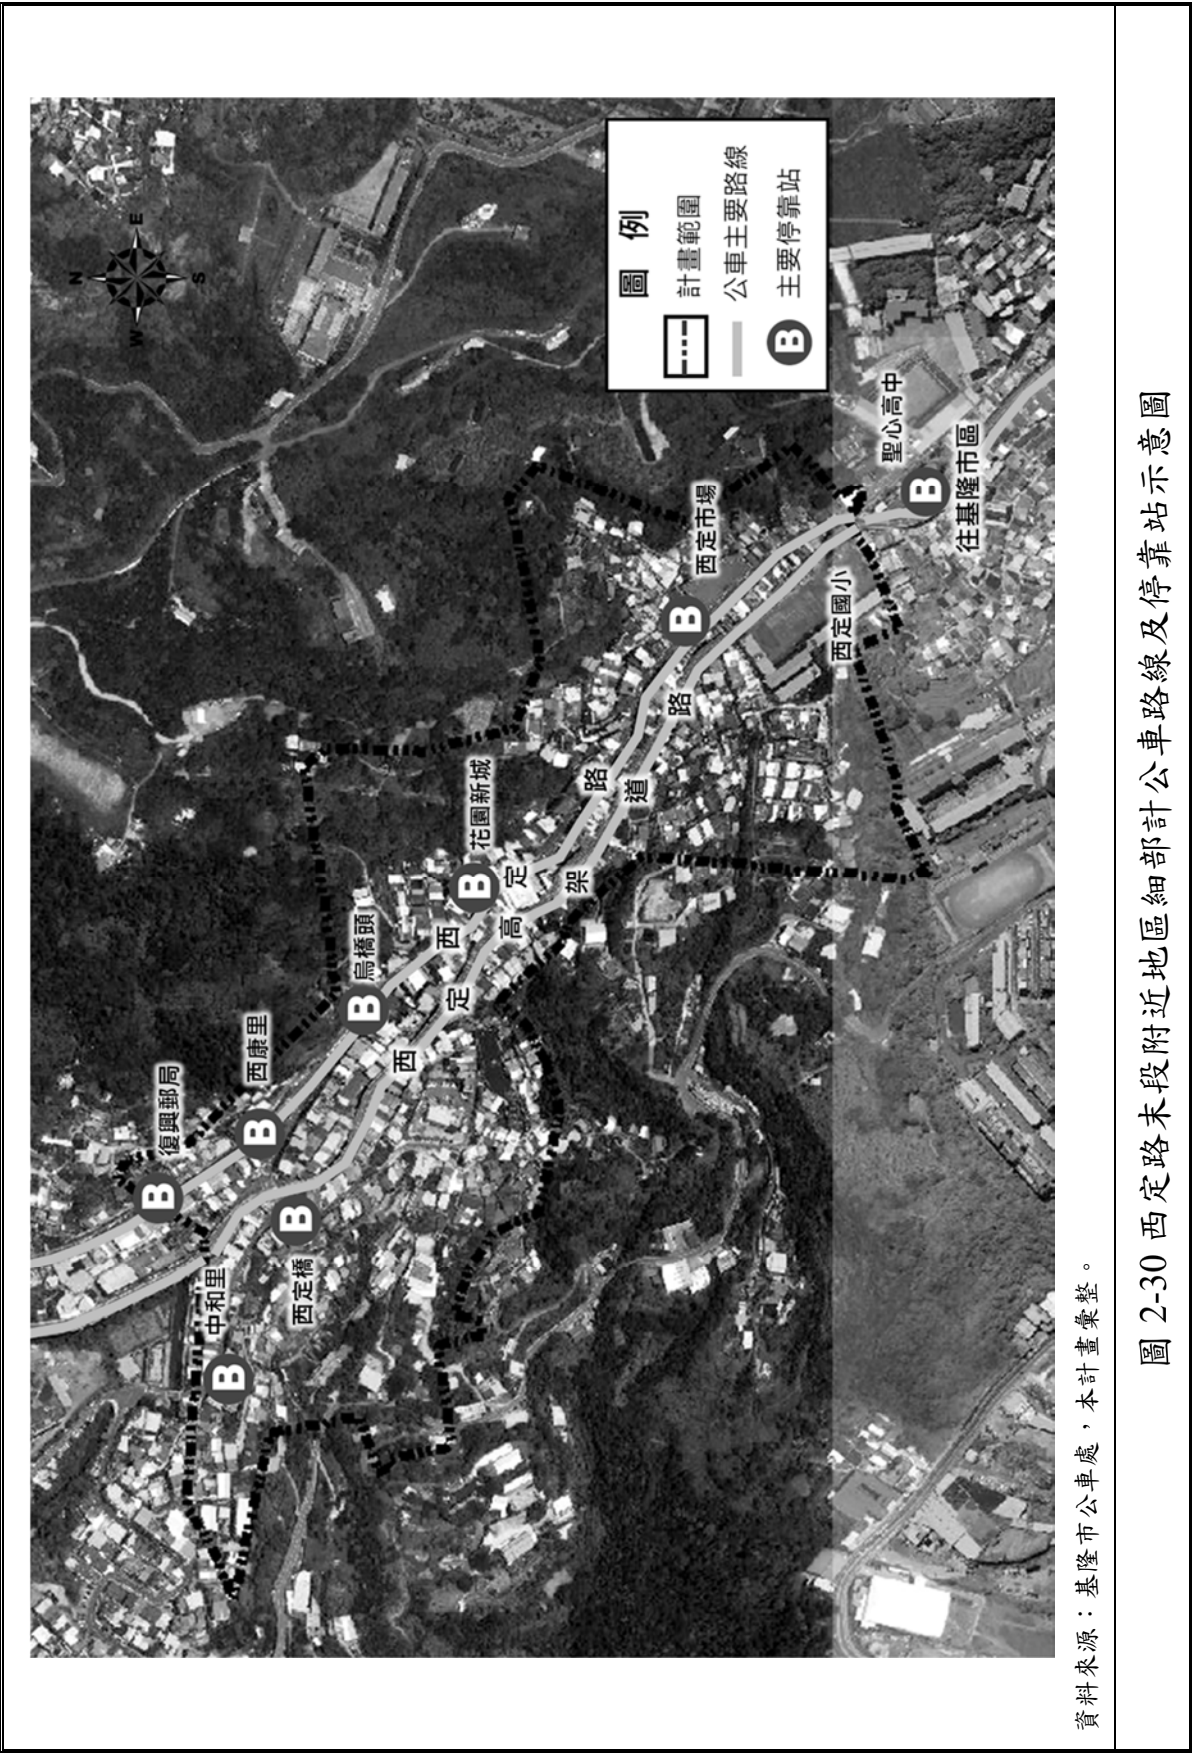 N
E
S
W
圖 例
計畫範圍
公車主要路線
B 主要停靠站
復興郵局
B
西康里
B
烏橋頭
B
花園新城
B
西定市場
B
聖心高中
B
往基隆市區
西定國小
中和里
B
西定橋
B
西定路
西定高架道路
資料來源：基隆市公車處，本計畫彙整。
圖 2-30 西定路末段附近地區細部計公車路線及停靠站示意圖